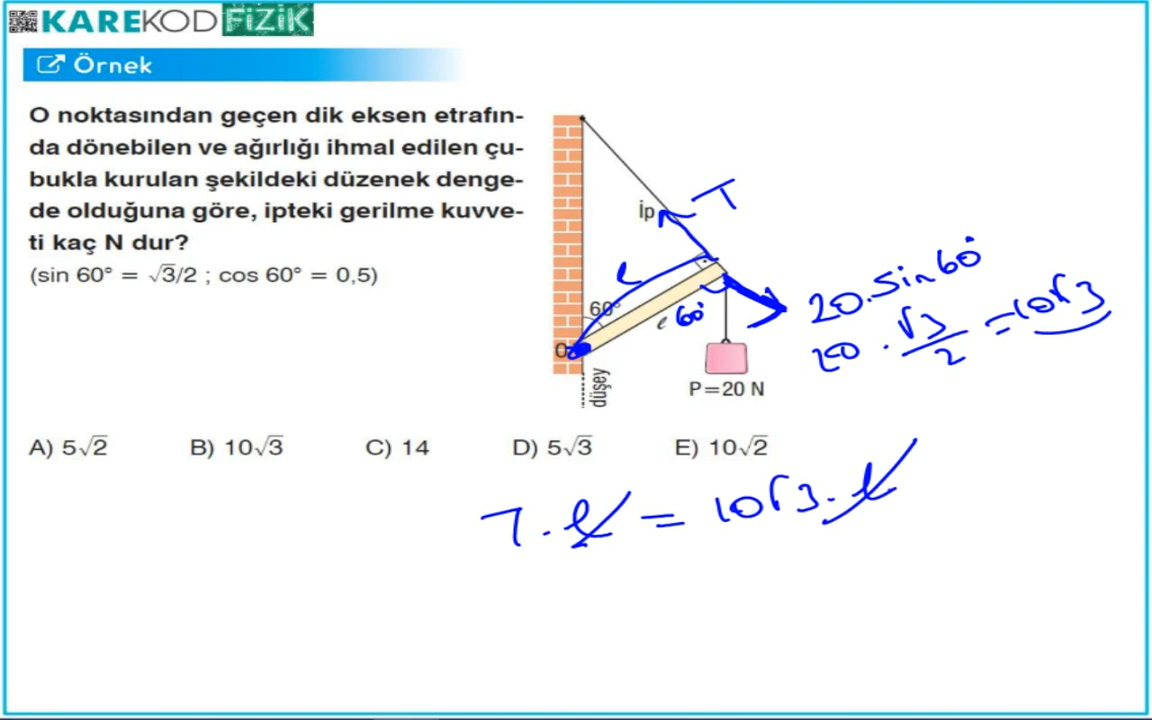 KAREKOD FİZİK
Örnek
O noktasından geçen dik eksen etrafın-
da dönebilen ve ağırlığı ihmal edilen çu-
bukla kurulan şekildeki düzenek denge-
de olduğuna göre, ipteki gerilme kuvve-
ti kaç N dur?
(sin 60° = √3/2 ; cos 60° = 0,5)
İp
T
ℓ
60°
ℓ
60°
O
düşey
P=20 N
20.sin60°
20 . √3/2 = 10√3
A) 5√2 B) 10√3 C) 14 D) 5√3 E) 10√2
T.ℓ = 10√3.ℓ